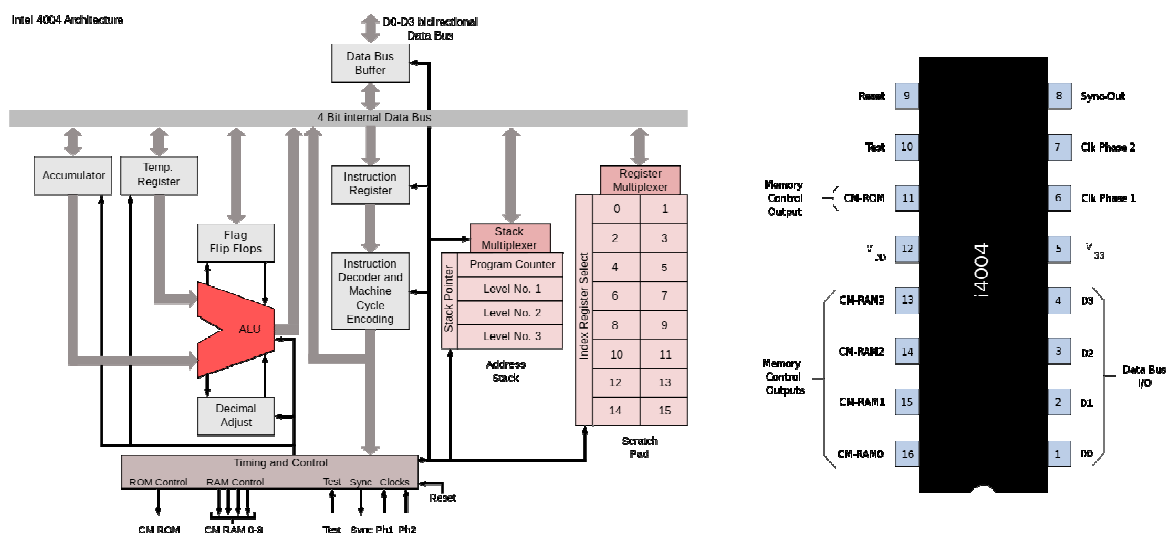 Intel 4004 Architecture
D0-D3 bidirectional
Data Bus
Data Bus
Buffer
4 Bit internal Data Bus
Accumulator
Temp.
Register
Instruction
Register
Register
Multiplexer
Flag
Flip Flops
Stack
Multiplexer
Index Register Select
0 1
2 3
4 5
6 7
8 9
10 11
12 13
14 15
Instruction
Decoder and
Machine
Cycle
Encoding
Stack Pointer
Program Counter
Level No. 1
Level No. 2
Level No. 3
ALU
Address
Stack
Decimal
Adjust
Scratch
Pad
Timing and Control
ROM Control RAM Control Test Sync Clocks
Reset
CM ROM CM RAM 0-3 Test Sync Ph1 Ph2
i4004
Reset 9 8 Sync-Out
Test 10 7 Clk Phase 2
Memory
Control
Output
CM-ROM 11 6 Clk Phase 1
12 5
CM-RAM3 13 4 D3
CM-RAM2 14 3 D2
Memory
Control
Outputs
Data Bus
I/O
CM-RAM1 15 2 D1
CM-RAM0 16 1 D0